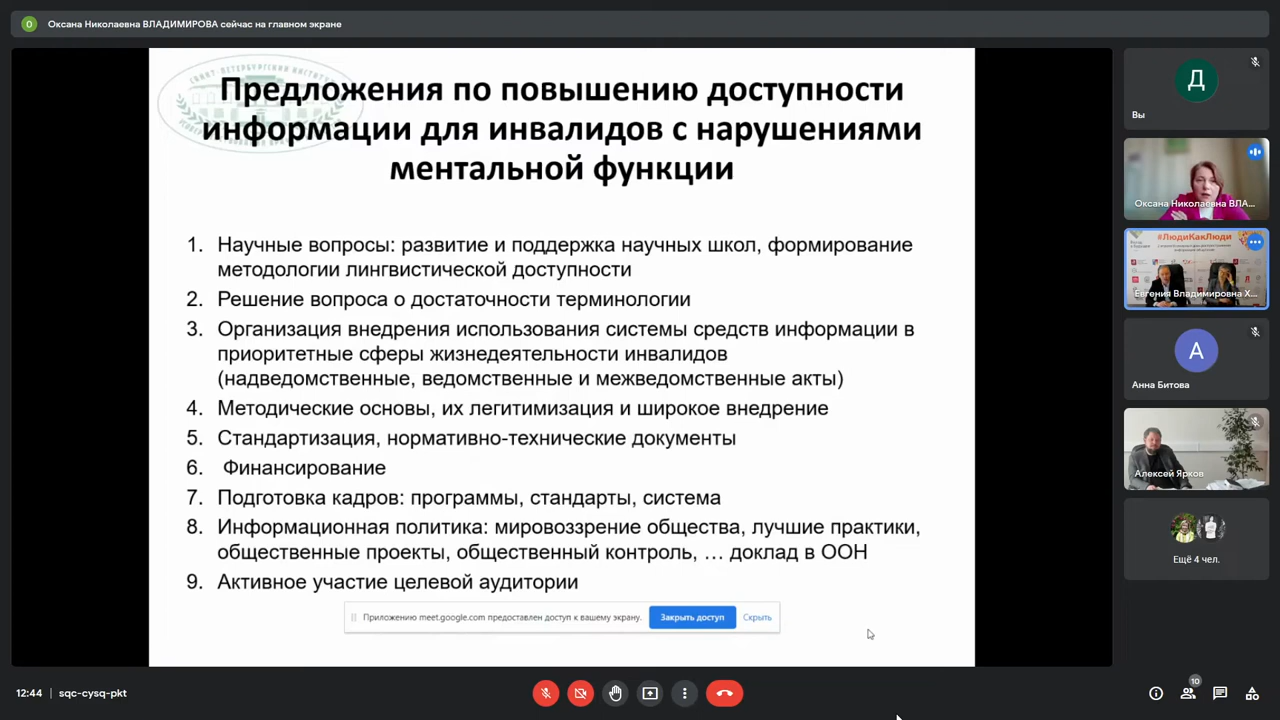 О
Оксана Николаевна ВЛАДИМИРОВА сейчас на главном экране
САНКТ-ПЕТЕРБУРГСКИЙ ИНСТИТУТ
Предложения по повышению доступности
информации для инвалидов с нарушениями
ментальной функции
1. Научные вопросы: развитие и поддержка научных школ, формирование
методологии лингвистической доступности
2. Решение вопроса о достаточности терминологии
3. Организация внедрения использования системы средств информации в
приоритетные сферы жизнедеятельности инвалидов
(надведомственные, ведомственные и межведомственные акты)
4. Методические основы, их легитимизация и широкое внедрение
5. Стандартизация, нормативно-технические документы
6. Финансирование
7. Подготовка кадров: программы, стандарты, система
8. Информационная политика: мировоззрение общества, лучшие практики,
общественные проекты, общественный контроль, … доклад в ООН
9. Активное участие целевой аудитории
Приложению meet.google.com предоставлен доступ к вашему экрану.
Закрыть доступ
Скрыть
Д
Вы
Оксана Николаевна ВЛА...
#ЛюдиКакЛюди
Евгения Владимировна Х...
А
Анна Битова
Алексей Ярков
Ещё 4 чел.
12:44 | sqc-cysq-pkt
10